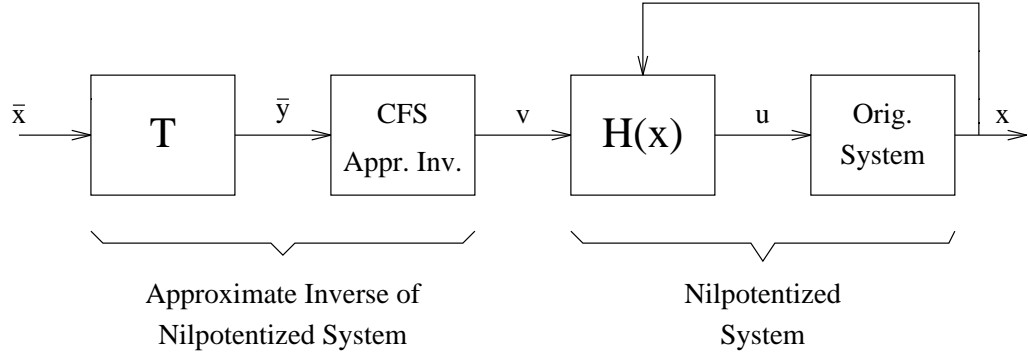 x̄
T
ȳ
CFS
Appr. Inv.
v
H(x)
u
Orig.
System
x
Approximate Inverse of
Nilpotentized System
Nilpotentized
System